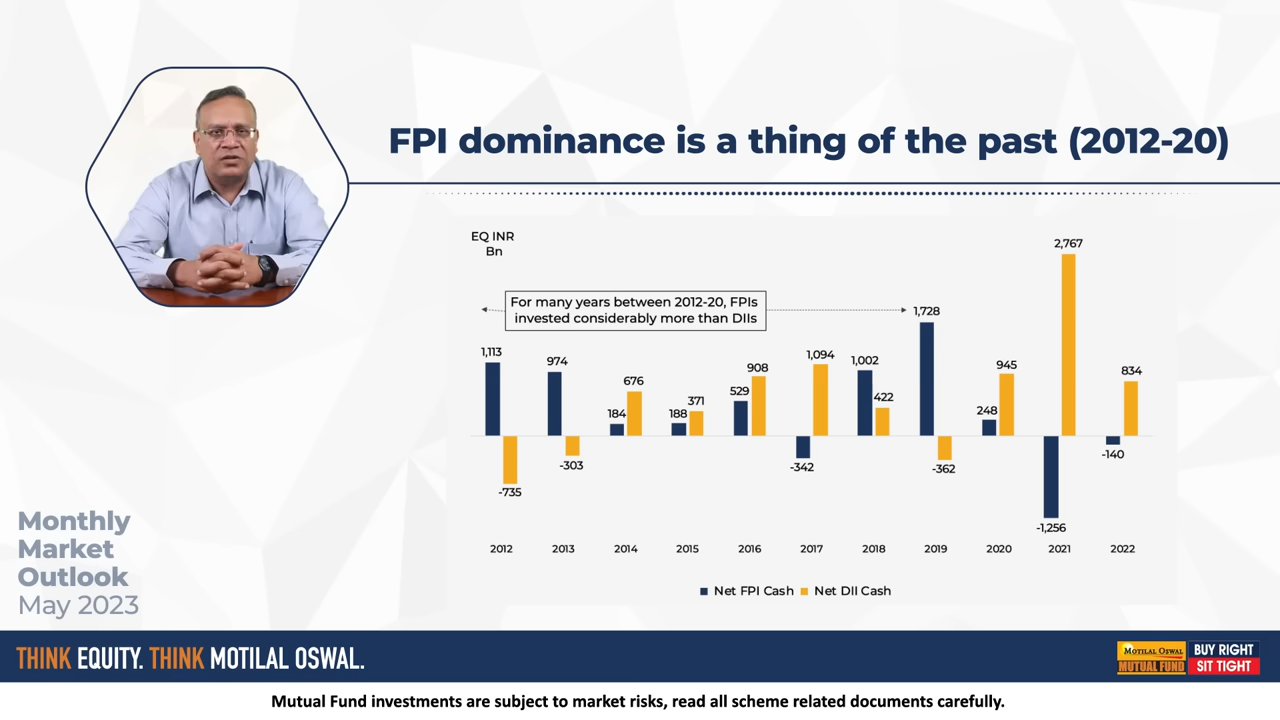 FPI dominance is a thing of the past (2012-20)
EQ INR
Bn
For many years between 2012-20, FPIs
invested considerably more than DIIs
1,113
-735
974
-303
184
676
188
371
529
908
-342
1,094
1,002
422
1,728
-362
248
945
-1,256
2,767
-140
834
2012 2013 2014 2015 2016 2017 2018 2019 2020 2021 2022
Net FPI Cash Net DII Cash
Monthly
Market
Outlook
May 2023
THINK EQUITY. THINK MOTILAL OSWAL.
MOTILAL OSWAL
MUTUAL FUND
BUY RIGHT
SIT TIGHT
Mutual Fund investments are subject to market risks, read all scheme related documents carefully.